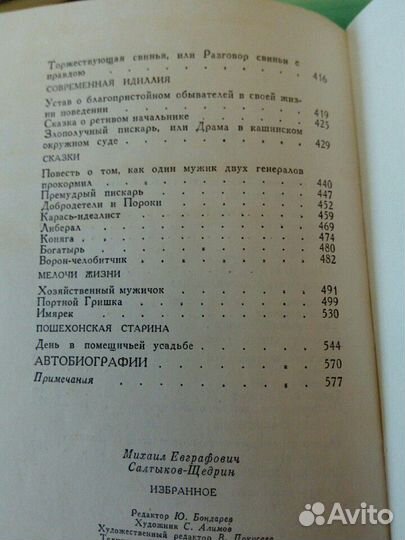 Торжествующая свинья, или Разговор свиньи с
правдою . . . . . . . . . . . 416
СОВРЕМЕННАЯ ИДИЛЛИЯ
Устав о благопристойном обывателей в своей жиз-
ни поведении . . . . . . . . . . 419
Сказка о ретивом начальнике . . . . . . 425
Злополучный пискарь, или Драма в кашинском
окружном суде . . . . . . . . . . 429
СКАЗКИ
Повесть о том, как один мужик двух генералов
прокормил . . . . . . . . . . 440
Премудрый пискарь . . . . . . . . 447
Добродетели и Пороки . . . . . . . . 452
Карась-идеалист . . . . . . . . . 459
Либерал . . . . . . . . . . . 469
Коняга . . . . . . . . . . . 474
Богатырь . . . . . . . . . . . 480
Ворон-челобитчик . . . . . . . . . 482
МЕЛОЧИ ЖИЗНИ
Хозяйственный мужичок . . . . . . . 491
Портной Гришка . . . . . . . . . 499
Имярек . . . . . . . . . . . 530
ПОШЕХОНСКАЯ СТАРИНА
День в помещичьей усадьбе . . . . . . 544
АВТОБИОГРАФИИ . . . . . . . . 570
Примечания . . . . . . . . . . 577
Михаил Евграфович
Салтыков-Щедрин
ИЗБРАННОЕ
Редактор Ю. Бондарев
Художник С. Алимов
Художественный редактор В.
Avito